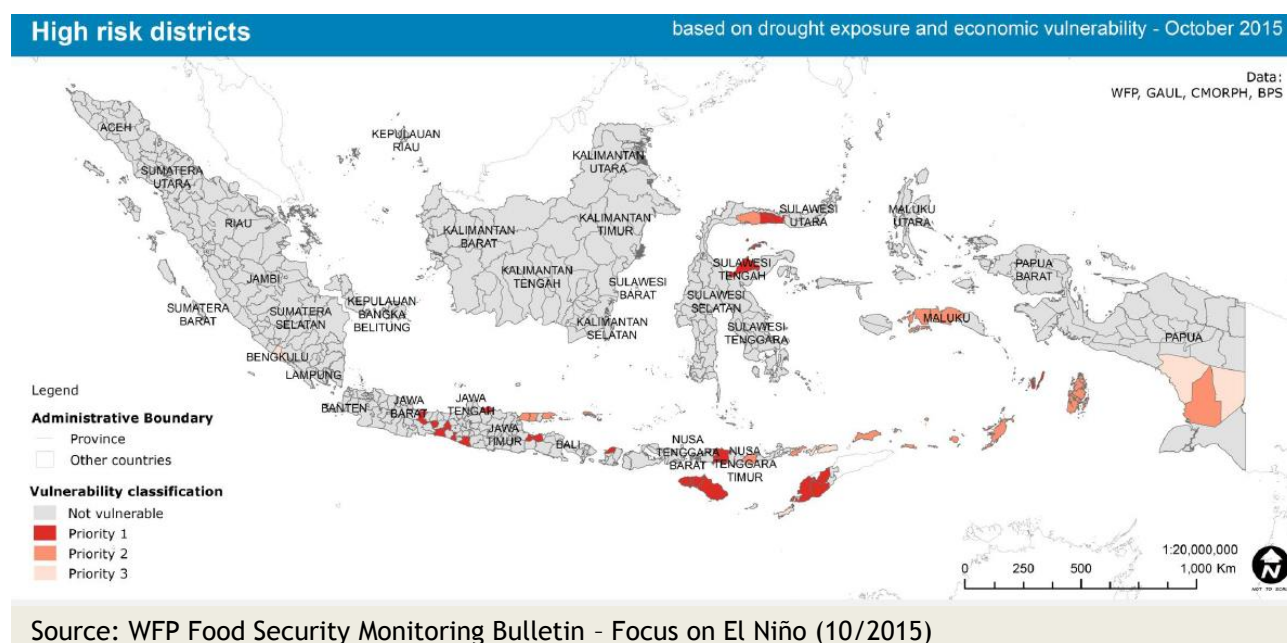 High risk districts
based on drought exposure and economic vulnerability - October 2015
Data:
WFP, GAUL, CMORPH, BPS
ACEH
SUMATERA
UTARA
RIAU
KEPULAUAN
RIAU
JAMBI
SUMATERA
BARAT
SUMATERA
SELATAN
KEPULAUAN
BANGKA
BELITUNG
BENGKULU
LAMPUNG
BANTEN
JAWA
BARAT
JAWA
TENGAH
JAWA
TIMUR
BALI
KALIMANTAN
UTARA
KALIMANTAN
TIMUR
KALIMANTAN
BARAT
KALIMANTAN
TENGAH
KALIMANTAN
SELATAN
SULAWESI
BARAT
SULAWESI
UTARA
SULAWESI
TENGAH
SULAWESI
SELATAN
SULAWESI
TENGGARA
MALUKU
UTARA
MALUKU
PAPUA
BARAT
PAPUA
NUSA
TENGGARA
BARAT
NUSA
TENGGARA
TIMUR
Legend
Administrative Boundary
Province
Other countries
Vulnerability classification
Not vulnerable
Priority 1
Priority 2
Priority 3
1:20,000,000
0 250 500 1,000 Km
N
NOT TO SCALE
Source: WFP Food Security Monitoring Bulletin – Focus on El Niño (10/2015)